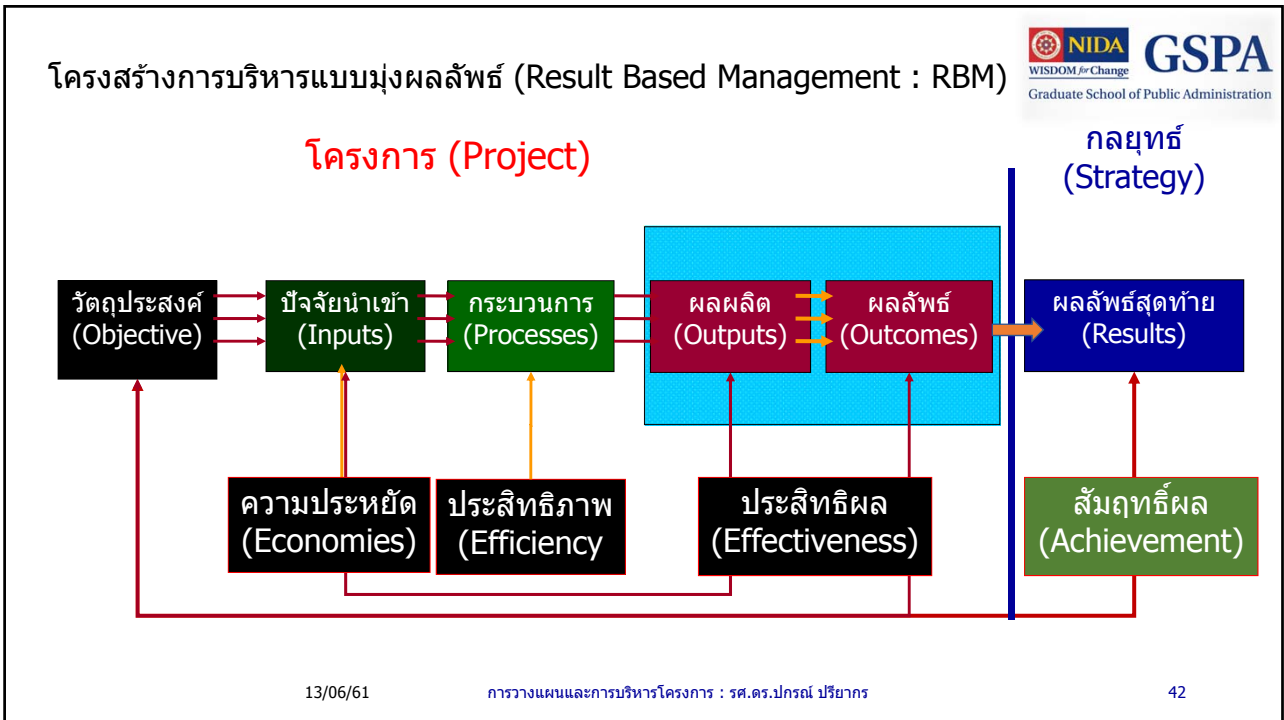 โครงสร้างการบริหารแบบมุ่งผลลัพธ์ (Result Based Management : RBM)
NIDA
WISDOM for Change
GSPA
Graduate School of Public Administration
โครงการ (Project)
กลยุทธ์
(Strategy)
วัตถุประสงค์
(Objective)
ปัจจัยนำเข้า
(Inputs)
กระบวนการ
(Processes)
ผลผลิต
(Outputs)
ผลลัพธ์
(Outcomes)
ผลลัพธ์สุดท้าย
(Results)
ความประหยัด
(Economies)
ประสิทธิภาพ
(Efficiency
ประสิทธิผล
(Effectiveness)
สัมฤทธิ์ผล
(Achievement)
13/06/61
การวางแผนและการบริหารโครงการ : รศ.ดร.ปกรณ์ ปรียากร
42